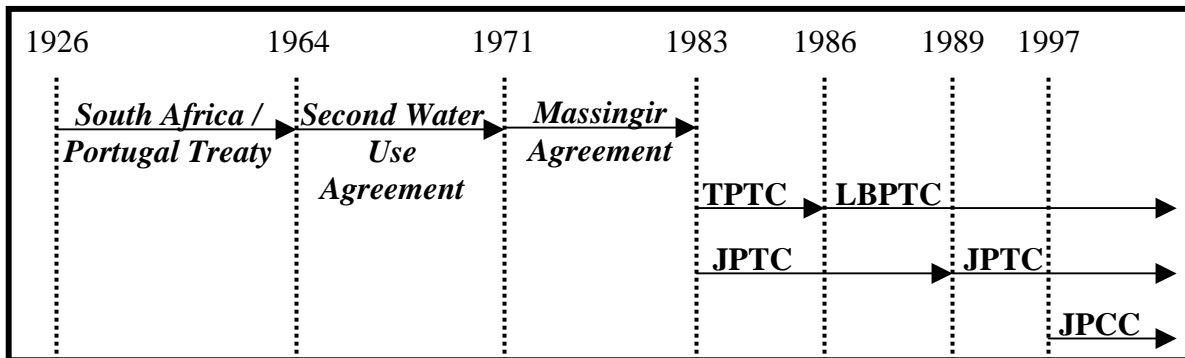 1926 1964 1971 1983 1986 1989 1997
South Africa / Second Water Massingir
Portugal Treaty Use Agreement
Agreement
TPTC LBPTC
JPTC JPTC
JPCC